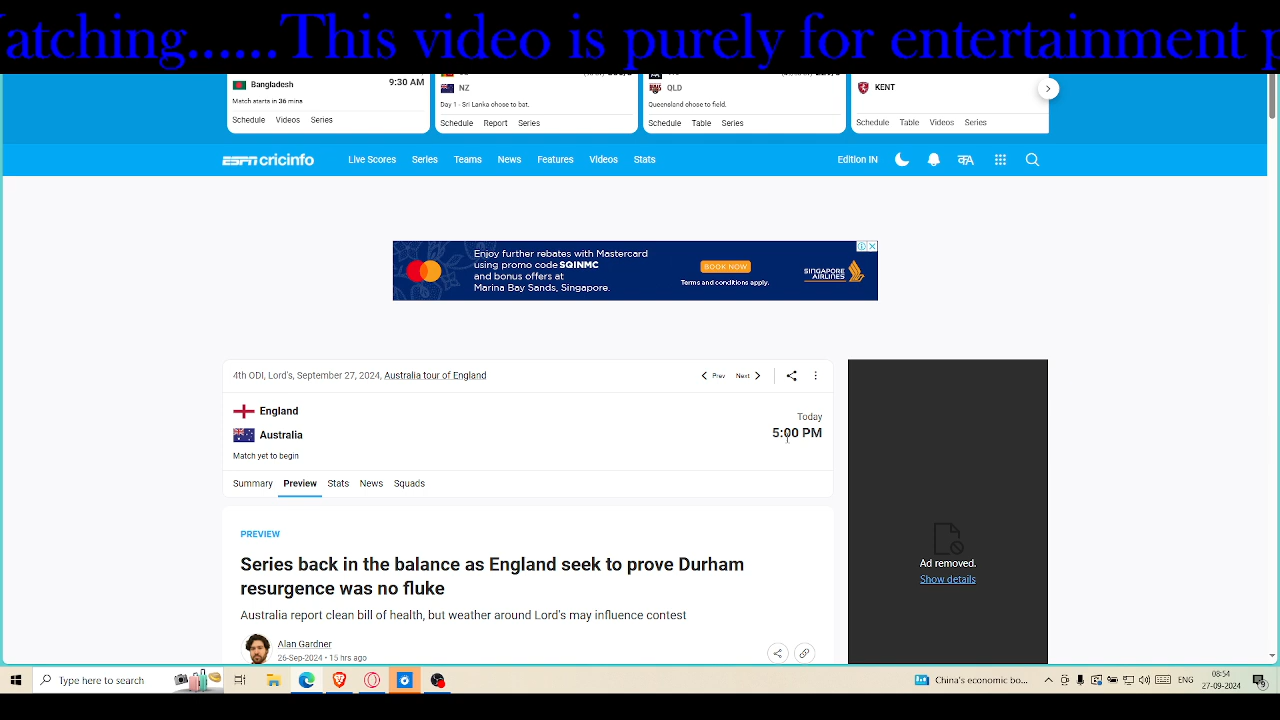 Watching......This video is purely for entertainment p
Bangladesh
9:30 AM
Match starts in 36 mins
Schedule Videos Series
NZ
Day 1 - Sri Lanka chose to bat.
Schedule Report Series
QLD
Queensland chose to field.
Schedule Table Series
KENT
Schedule Table Videos Series
ESPN cricinfo Live Scores Series Teams News Features Videos Stats Edition IN
Enjoy further rebates with Mastercard
using promo code SQINMC
and bonus offers at
Marina Bay Sands, Singapore.
BOOK NOW
Terms and conditions apply.
SINGAPORE
AIRLINES
4th ODI, Lord's, September 27, 2024, Australia tour of England
Prev Next
England
Australia
Match yet to begin
Today
5:00 PM
Summary Preview Stats News Squads
PREVIEW
Series back in the balance as England seek to prove Durham
resurgence was no fluke
Australia report clean bill of health, but weather around Lord's may influence contest
Alan Gardner
26-Sep-2024 • 15 hrs ago
Ad removed.
Show details
Type here to search
China's economic bo...
ENG
08:54
27-09-2024